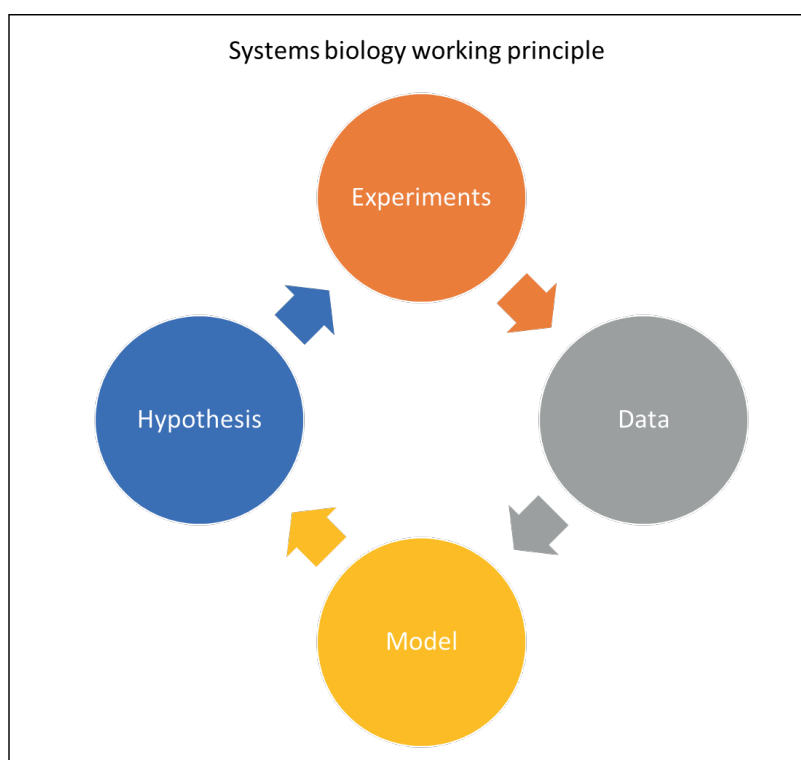 Systems biology working principle
Experiments
Hypothesis
Data
Model